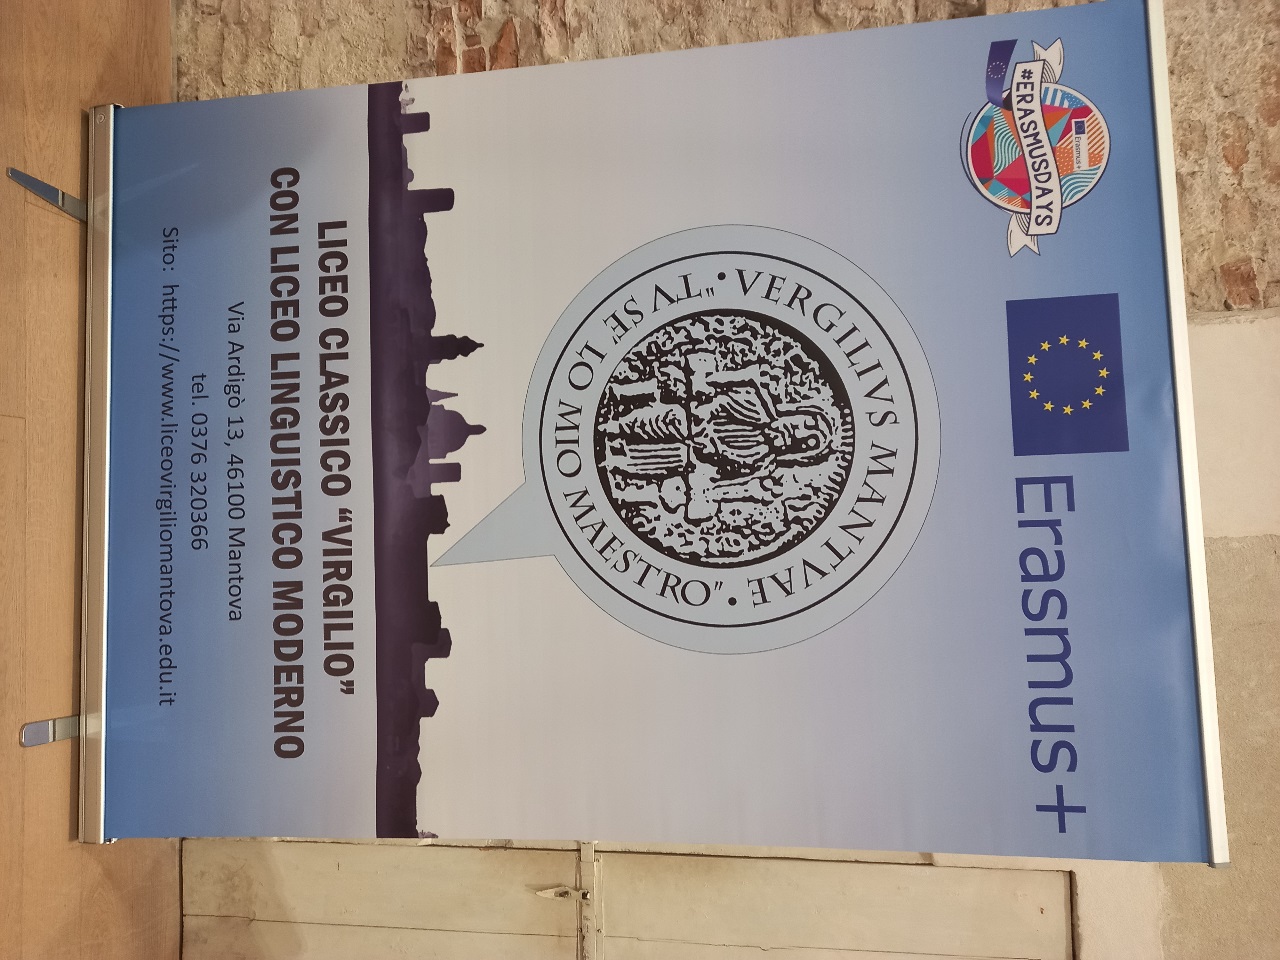 #ERASMUSDAYS
Erasmus+
Erasmus+
• VERGILIVS MANTVAE •
"TV SE LO MIO MAESTRO"
LICEO CLASSICO “VIRGILIO”
CON LICEO LINGUISTICO MODERNO
Via Ardigò 13, 46100 Mantova
tel. 0376 320366
Sito: https://www.liceovirgiliomantova.edu.it